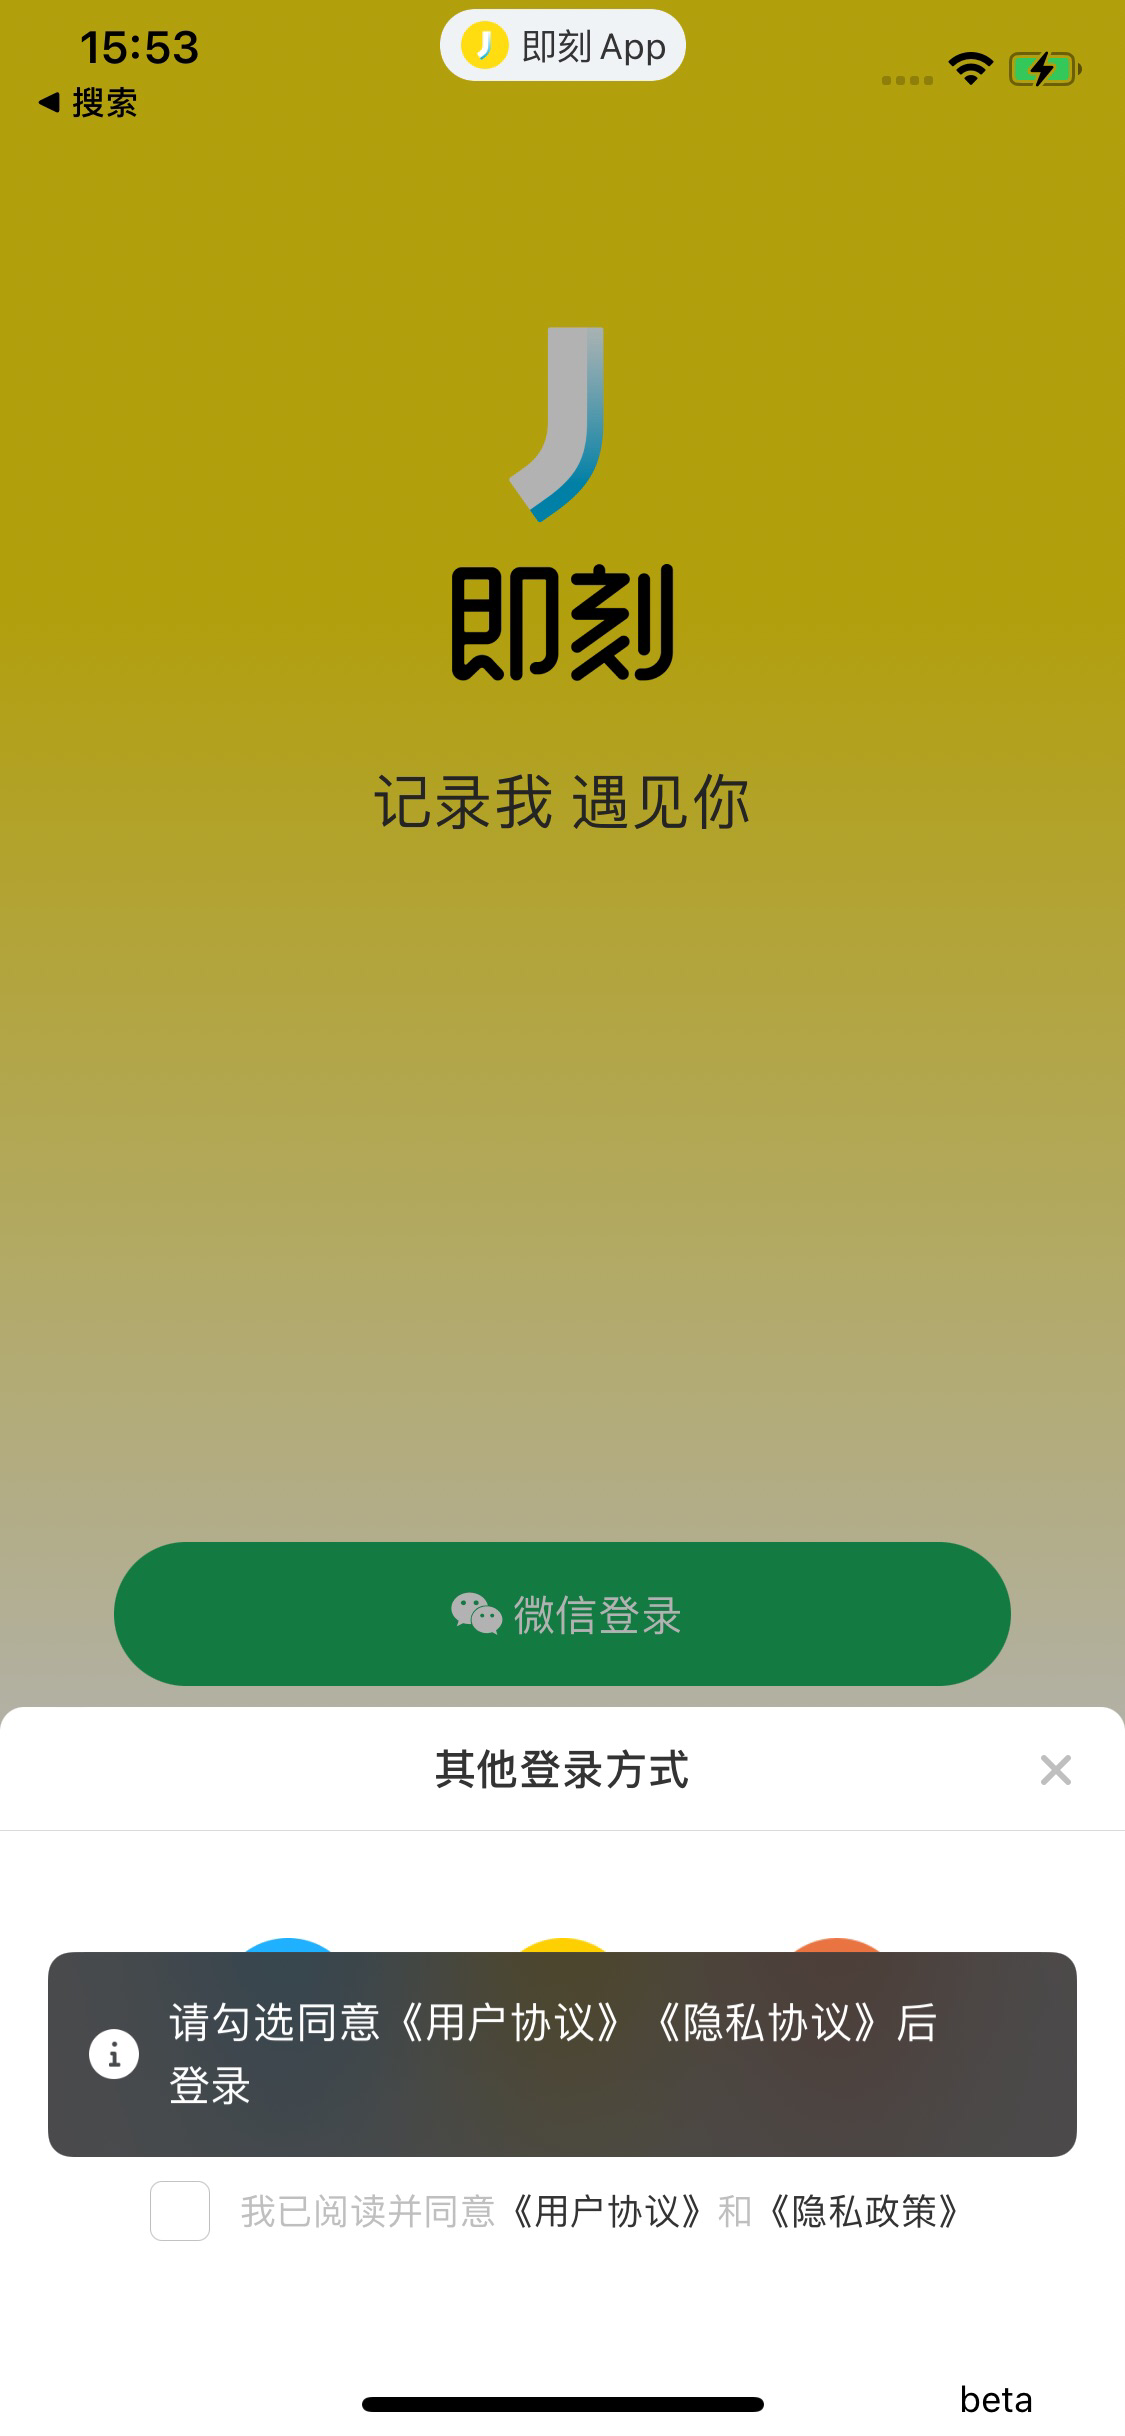 15:53
即刻 App
◀ 搜索
即刻
记录我 遇见你
微信登录
其他登录方式
请勾选同意《用户协议》《隐私协议》后
登录
我已阅读并同意《用户协议》和《隐私政策》
beta